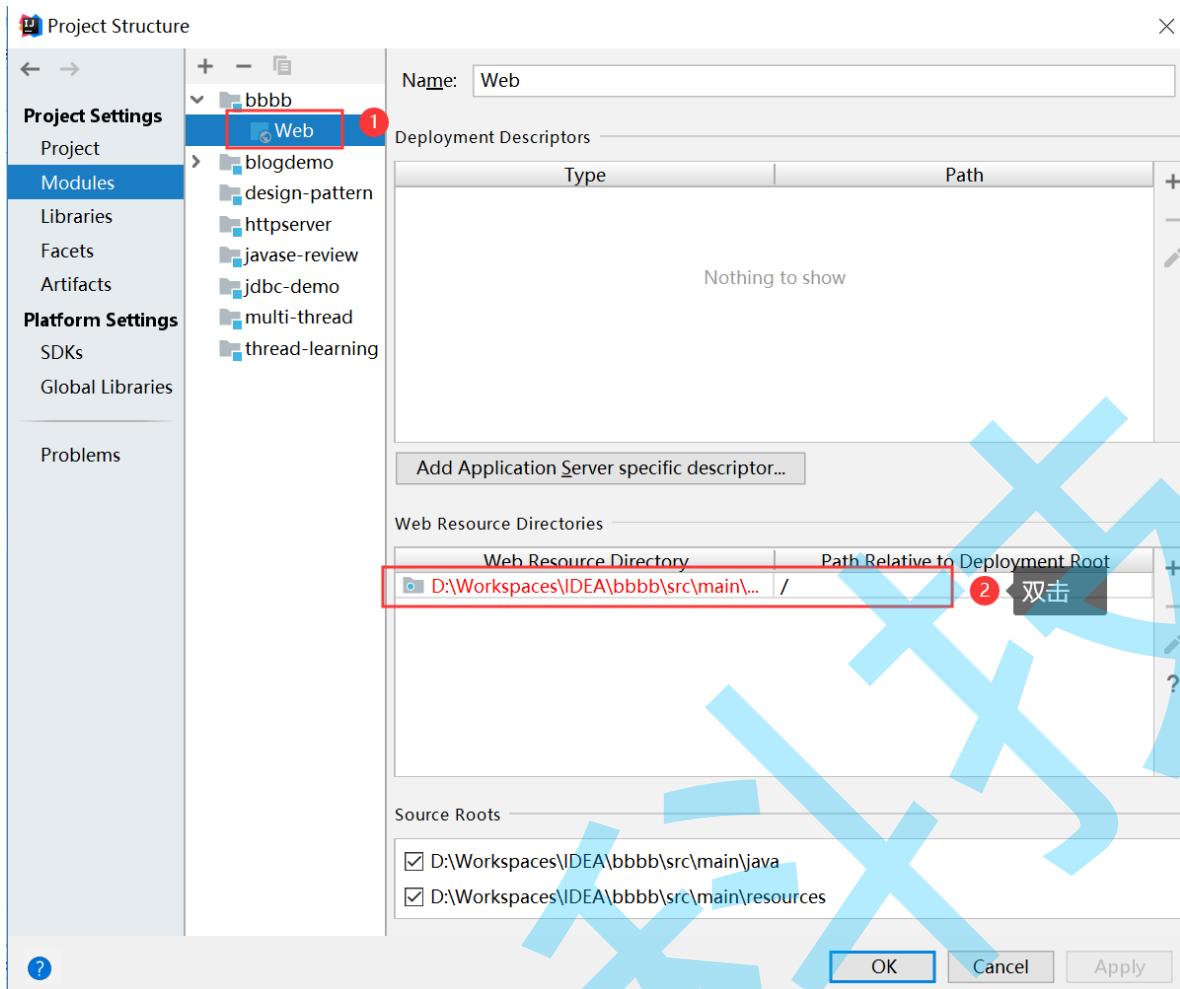 Project Structure
Project Settings
Project
Modules
Libraries
Facets
Artifacts
Platform Settings
SDKs
Global Libraries
Problems
bbbb
Web
1
blogdemo
design-pattern
httpserver
javase-review
jdbc-demo
multi-thread
thread-learning
Name: Web
Deployment Descriptors
Type Path
Nothing to show
Add Application Server specific descriptor...
Web Resource Directories
Web Resource Directory Path Relative to Deployment Root
D:\Workspaces\IDEA\bbbb\src\main\... /
2 双击
Source Roots
D:\Workspaces\IDEA\bbbb\src\main\java
D:\Workspaces\IDEA\bbbb\src\main\resources
OK Cancel Apply